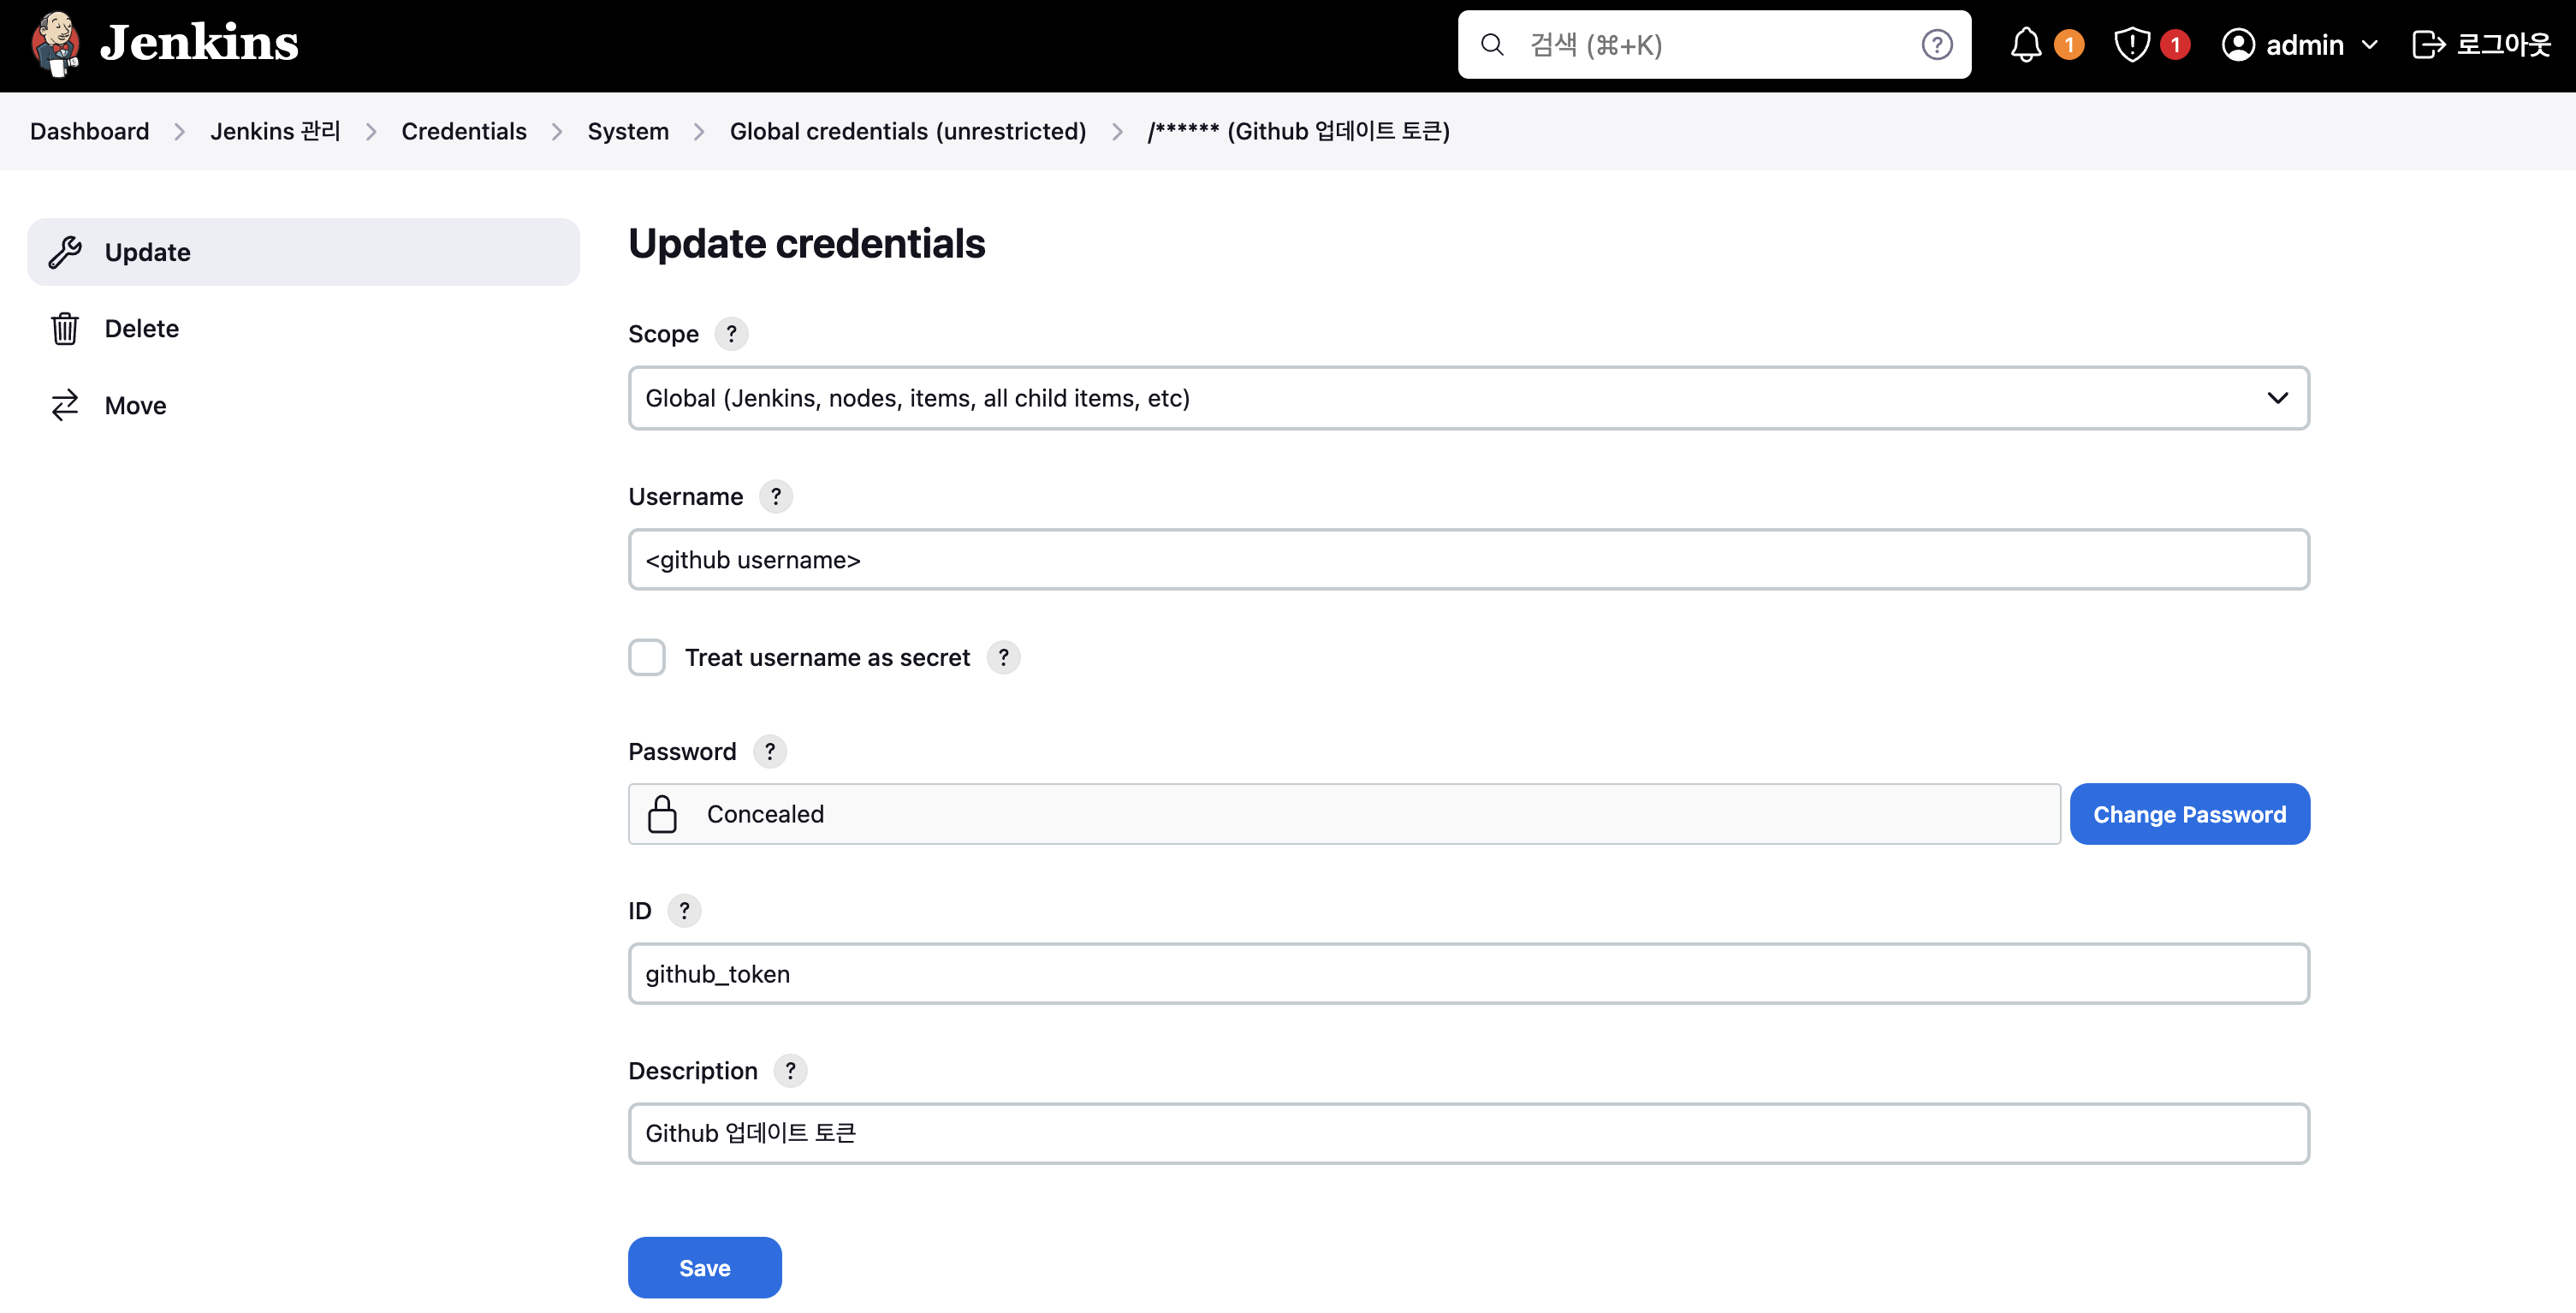 Jenkins
검색 (⌘+K)
?
1
1
admin
로그아웃
Dashboard > Jenkins 관리 > Credentials > System > Global credentials (unrestricted) > /****** (Github 업데이트 토큰)
Update
Delete
Move
Update credentials
Scope ?
Global (Jenkins, nodes, items, all child items, etc)
Username ?
<github username>
Treat username as secret ?
Password ?
Concealed
Change Password
ID ?
github_token
Description ?
Github 업데이트 토큰
Save